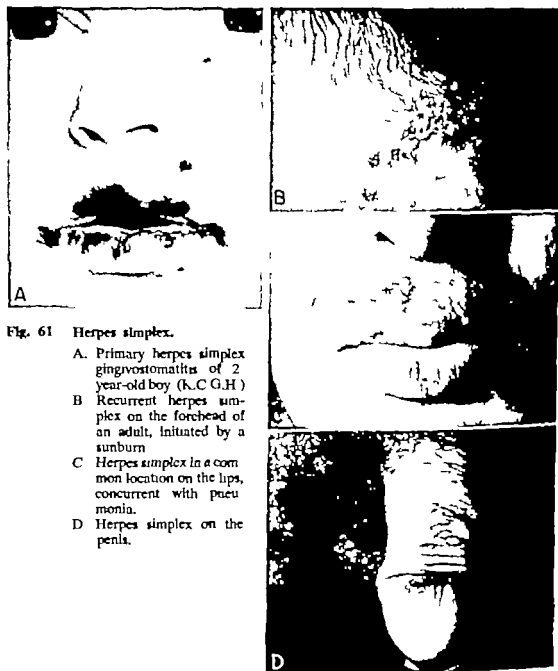 A
B
C
D
Fig. 61 Herpes simplex.
A. Primary herpes simplex
gingivostomatitis of 2
year-old boy (K.C G.H)
B Recurrent herpes sim-
plex on the forehead of
an adult, initiated by a
sunburn
C Herpes simplex in a com
mon location on the lips,
concurrent with pneu
monia.
D Herpes simplex on the
penis.